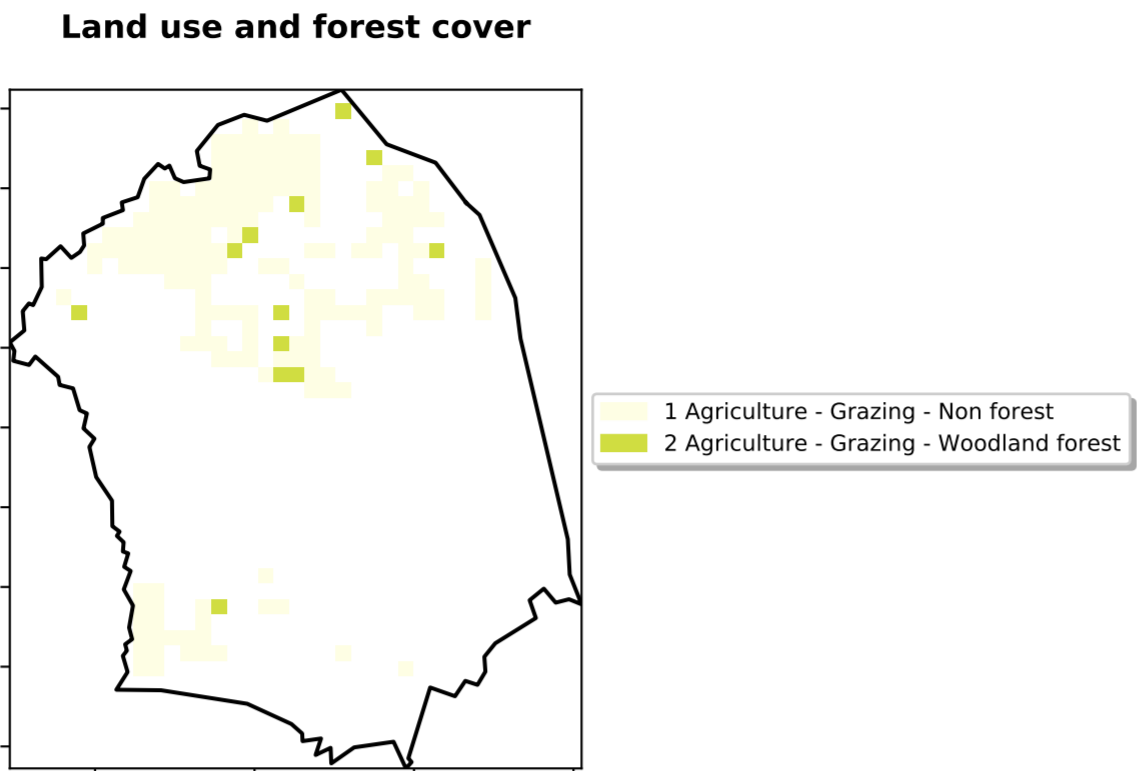 Land use and forest cover
1 Agriculture - Grazing - Non forest
2 Agriculture - Grazing - Woodland forest